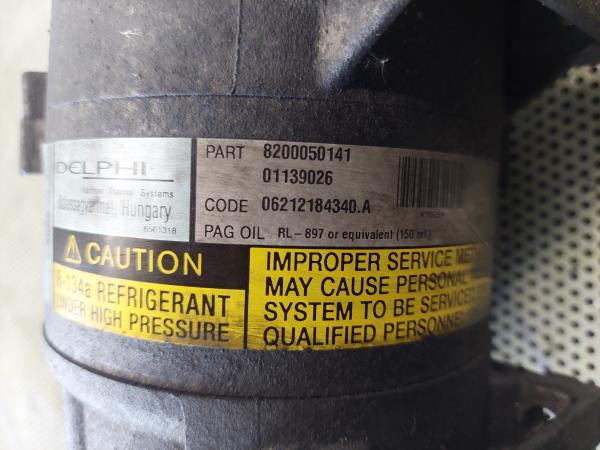 DELPHI
Harrison Thermal Systems
Balassagyarmat, Hungary
6561318
PART 8200050141
01139026
CODE 06212184340.A
PAG OIL RL-897 or equivalent (150 ml)
CAUTION
R-134a REFRIGERANT
UNDER HIGH PRESSURE
IMPROPER SERVICE
MAY CAUSE PERSONAL
SYSTEM TO BE SERVICED
QUALIFIED PERSONNEL